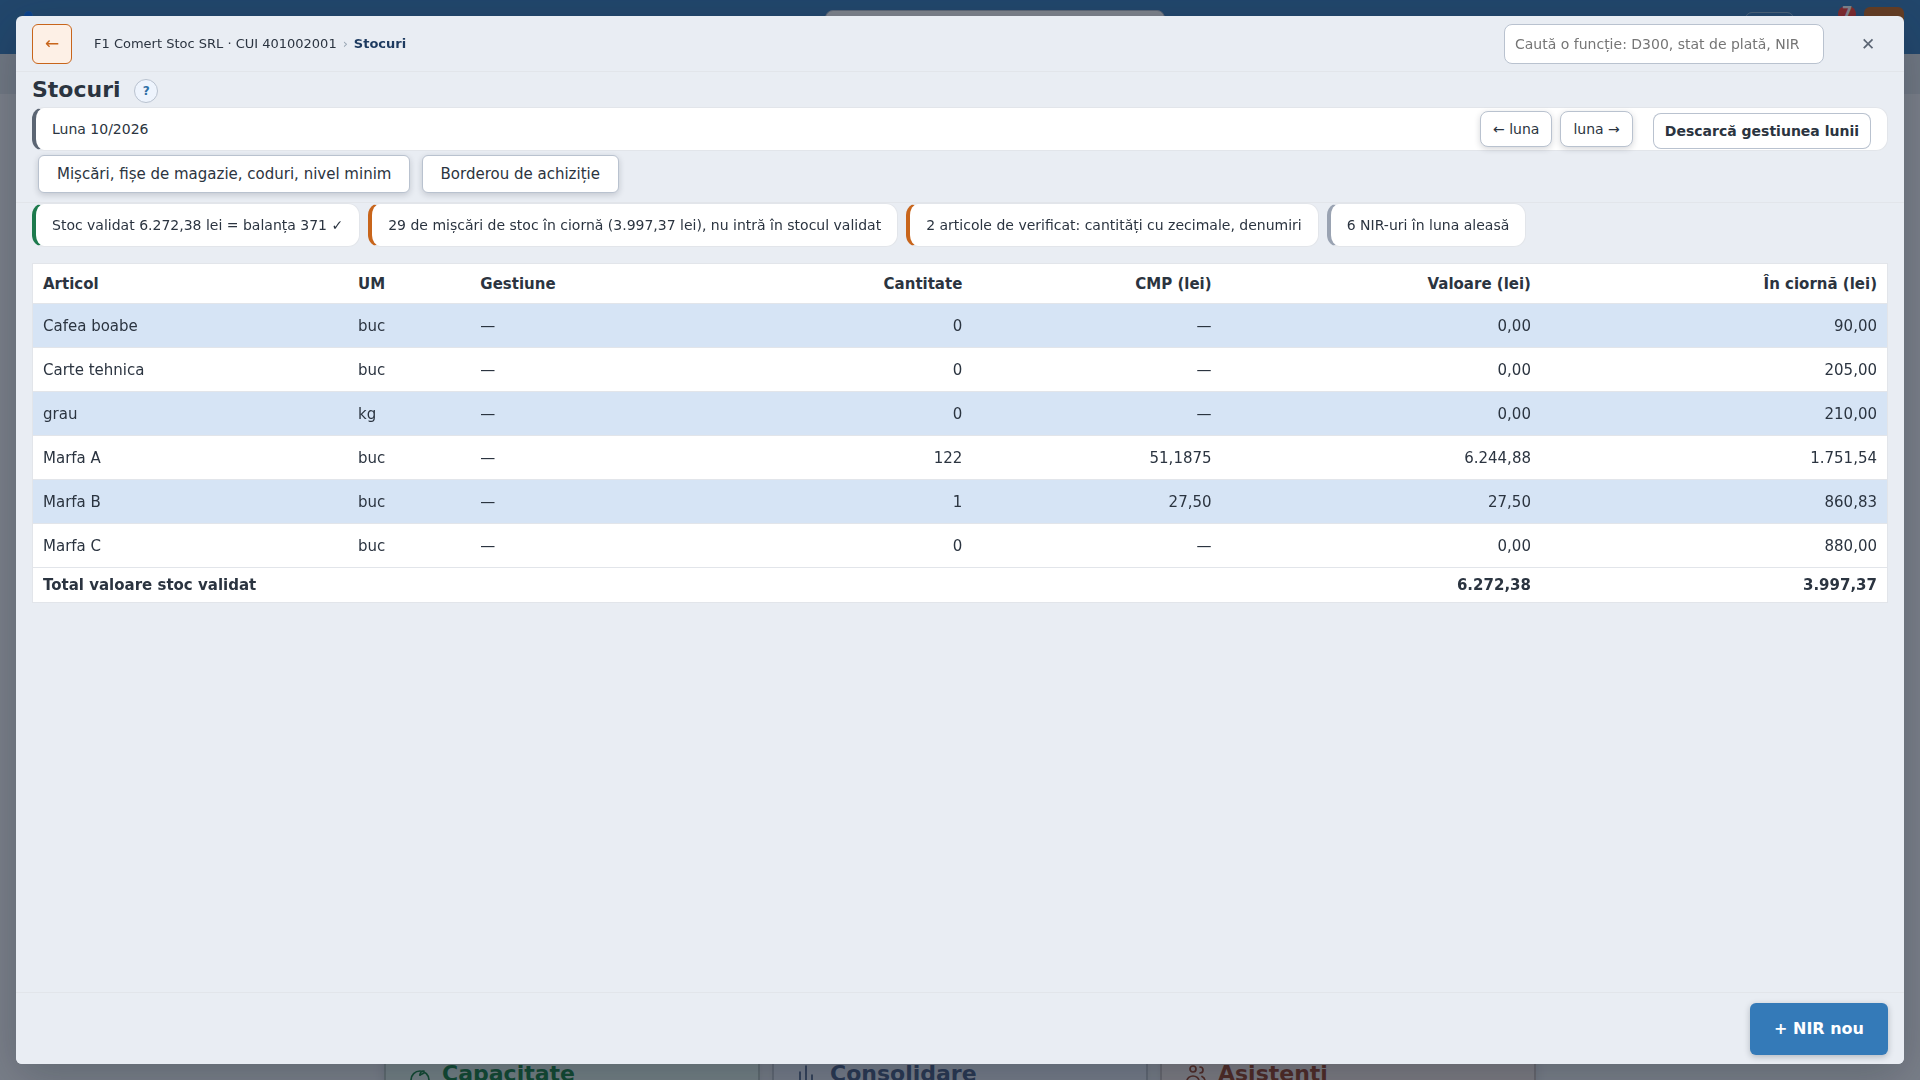 7
← F1 Comert Stoc SRL · CUI 401002001 › Stocuri Caută o funcție: D300, stat de plată, NIR ✕
Stocuri ?
Luna 10/2026 ← luna luna → Descarcă gestiunea lunii
Mișcări, fișe de magazie, coduri, nivel minim Borderou de achiziție
Stoc validat 6.272,38 lei = balanța 371 ✓ 29 de mișcări de stoc în ciornă (3.997,37 lei), nu intră în stocul validat 2 articole de verificat: cantități cu zecimale, denumiri 6 NIR-uri în luna aleasă
Articol UM Gestiune Cantitate CMP (lei) Valoare (lei) În ciornă (lei)
Cafea boabe buc — 0 — 0,00 90,00
Carte tehnica buc — 0 — 0,00 205,00
grau kg — 0 — 0,00 210,00
Marfa A buc — 122 51,1875 6.244,88 1.751,54
Marfa B buc — 1 27,50 27,50 860,83
Marfa C buc — 0 — 0,00 880,00
Total valoare stoc validat 6.272,38 3.997,37
+ NIR nou
Capacitate Consolidare Asistenti